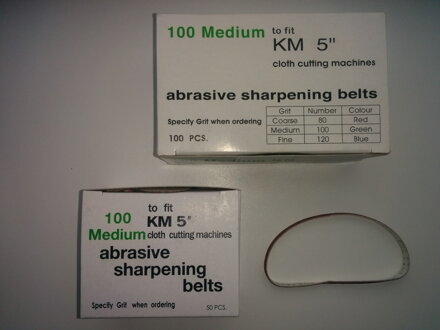 100 Medium to fit
KM 5"
cloth cutting machines
abrasive sharpening belts
Specify Grit when ordering
100 PCS.
Grit Number Colour
Coarse 80 Red
Medium 100 Green
Fine 120 Blue
to fit
100 KM 5"
Medium cloth cutting machines
abrasive
sharpening
belts
Specify Grit when ordering
50 PCS.